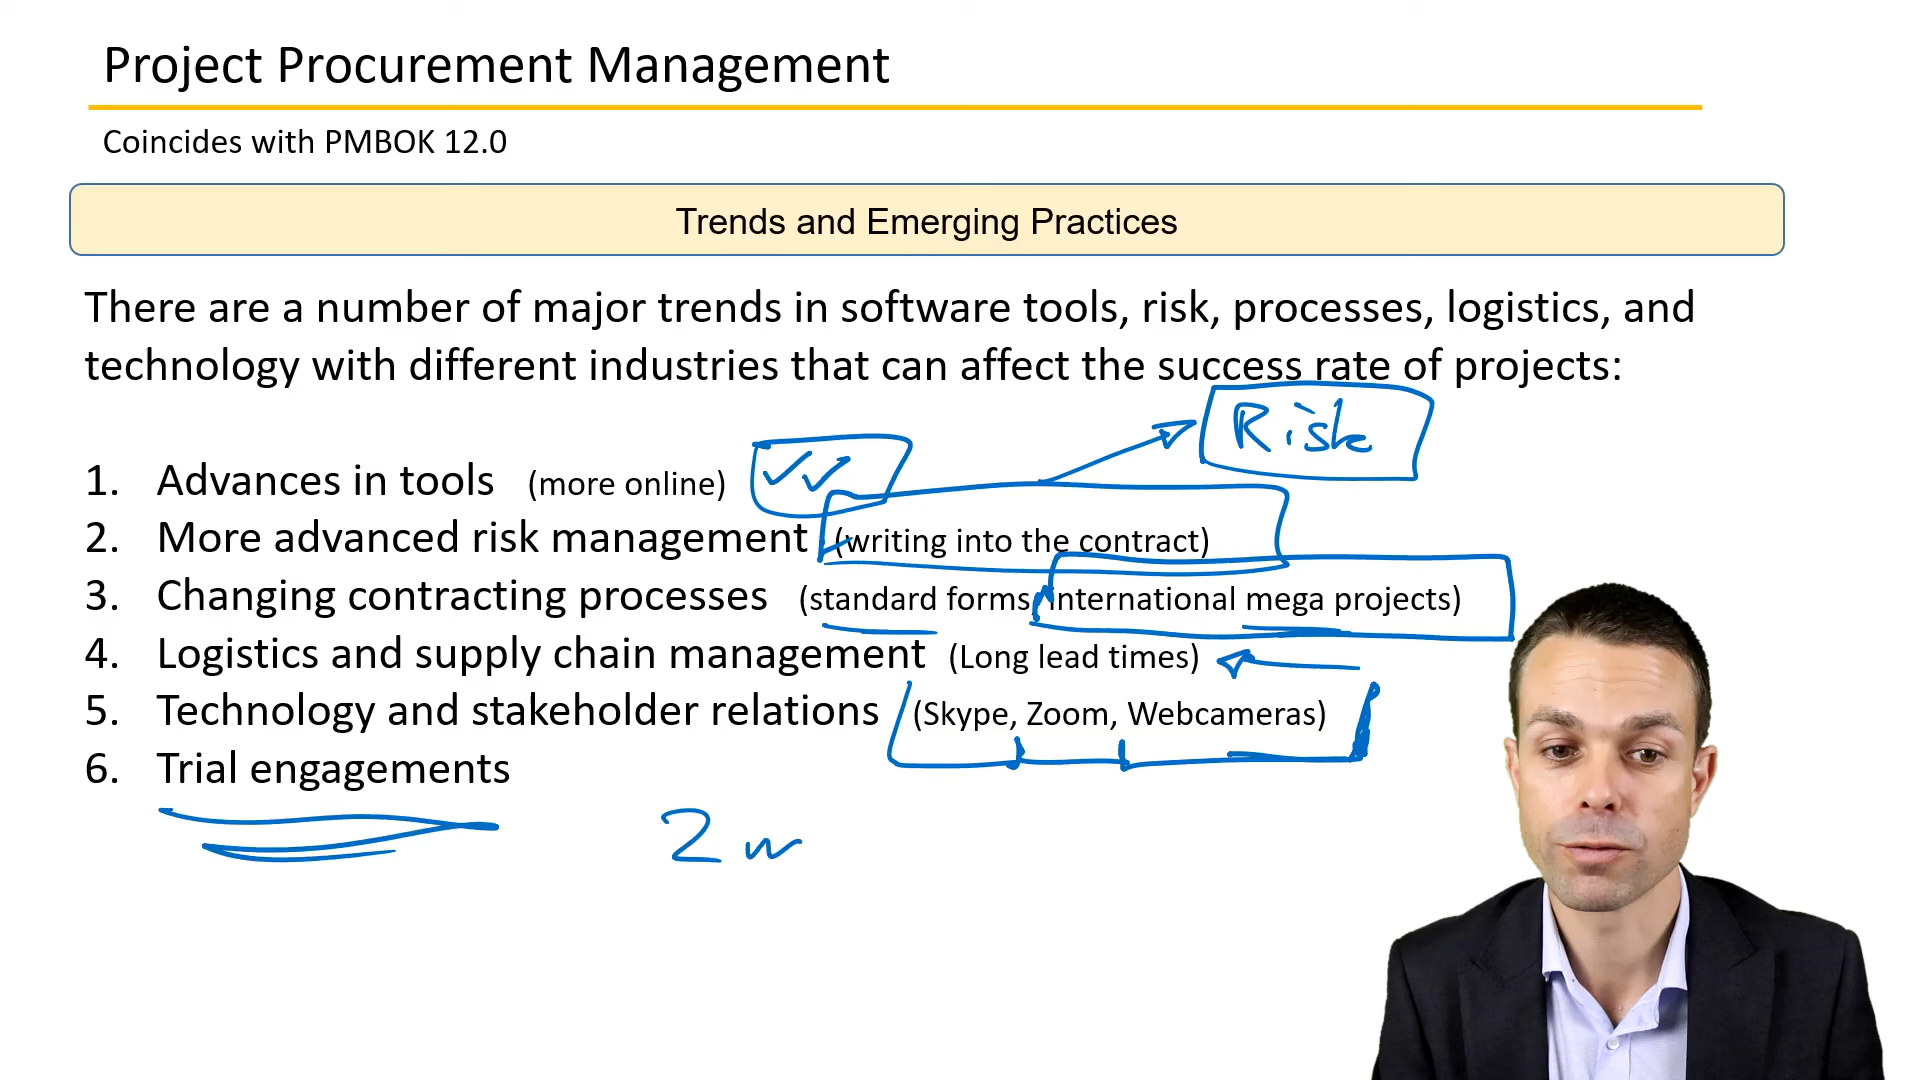 Project Procurement Management
Coincides with PMBOK 12.0
Trends and Emerging Practices
There are a number of major trends in software tools, risk, processes, logistics, and
technology with different industries that can affect the success rate of projects:
Risk
1. Advances in tools (more online)
2. More advanced risk management (writing into the contract)
3. Changing contracting processes (standard forms, international mega projects)
4. Logistics and supply chain management (Long lead times)
5. Technology and stakeholder relations (Skype, Zoom, Webcameras)
6. Trial engagements
2 w